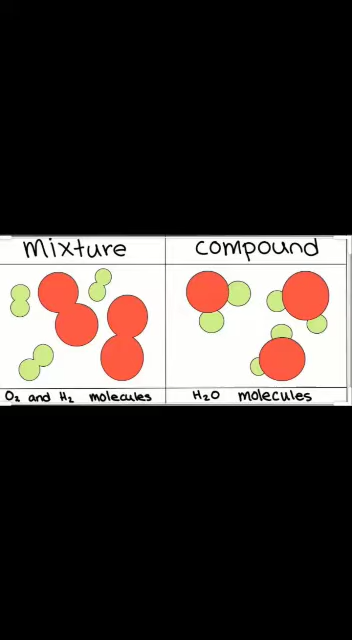 mixture
compound
O₂ and H₂ molecules
H₂O molecules